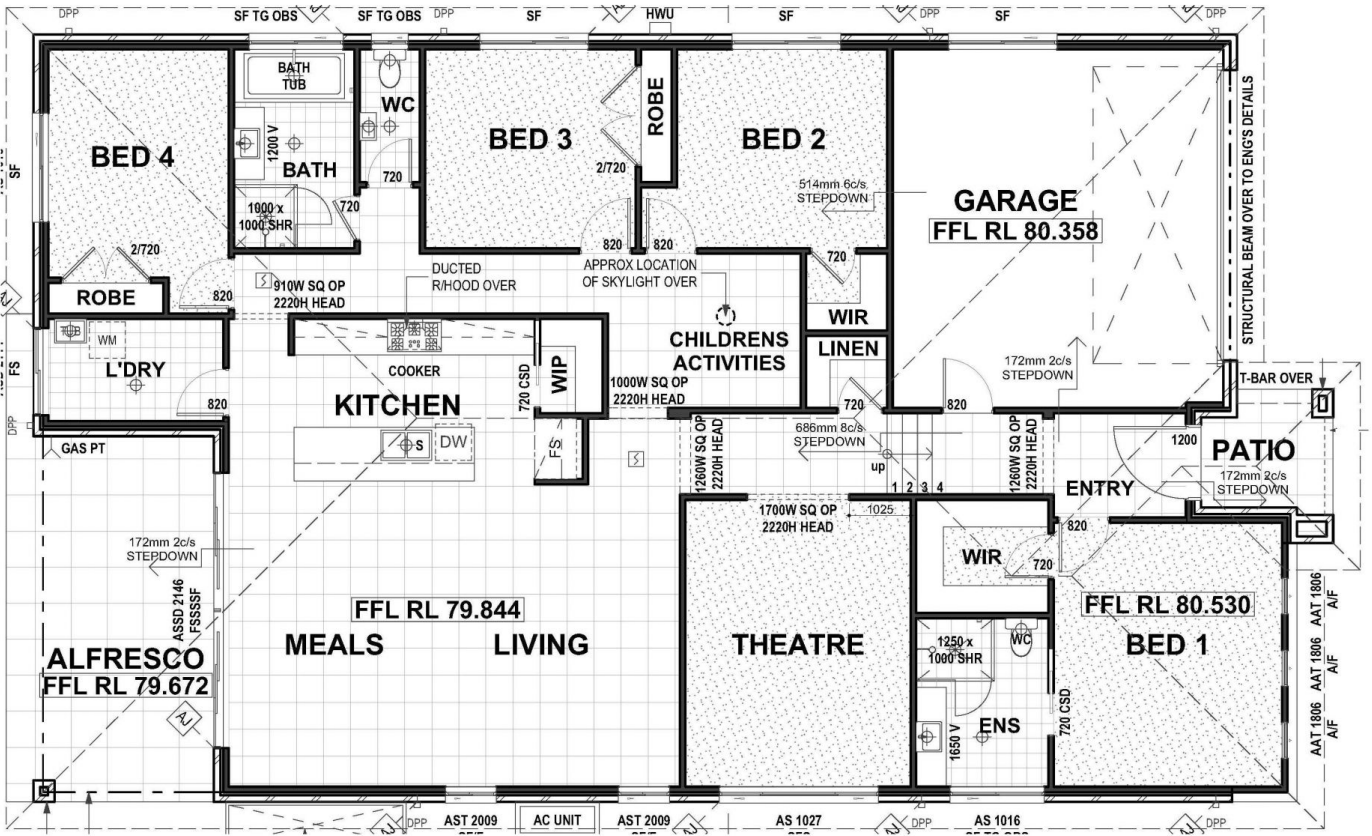 DPP
SF TG OBS
SF TG OBS
DPP
SF
HWU
SF
DPP
SF
DPP
BATH
TUB
WC
BED 4
1200 V
BATH
720
1000 x
1000 SHR
720
BED 3
2/720
ROBE
BED 2
514mm 6c/s
STEPDOWN
GARAGE
FFL RL 80.358
STRUCTURAL BEAM OVER TO ENG'S DETAILS
SF
2/720
ROBE
820
910W SQ OP
2220H HEAD
DUCTED
R/HOOD OVER
820
820
APPROX LOCATION
OF SKYLIGHT OVER
720
WIR
CHILDRENS
ACTIVITIES
LINEN
720
172mm 2c/s
STEPDOWN
T-BAR OVER
FS
TUB
WM
L'DRY
820
COOKER
KITCHEN
720 CSD
WIP
1000W SQ OP
2220H HEAD
820
DPP
GAS PT
S
DW
FS
1260W SQ OP
2220H HEAD
686mm 8c/s
STEPDOWN
up
1 2 3 4
1260W SQ OP
2220H HEAD
1200
PATIO
172mm 2c/s
STEPDOWN
ENTRY
1700W SQ OP
2220H HEAD
1025
820
WIR
720
172mm 2c/s
STEPDOWN
ASSD 2146
FSSSSF
FFL RL 79.844
FFL RL 80.530
MEALS
LIVING
THEATRE
BED 1
1250 x
1000 SHR
WC
ALFRESCO
FFL RL 79.672
AJ
1650 V
ENS
720 CSD
AAT 1806
A/F
AAT 1806
A/F
AAT 1806
A/F
AST 2009
AC UNIT
AST 2009
DPP
AS 1027
DPP
AS 1016
DPP